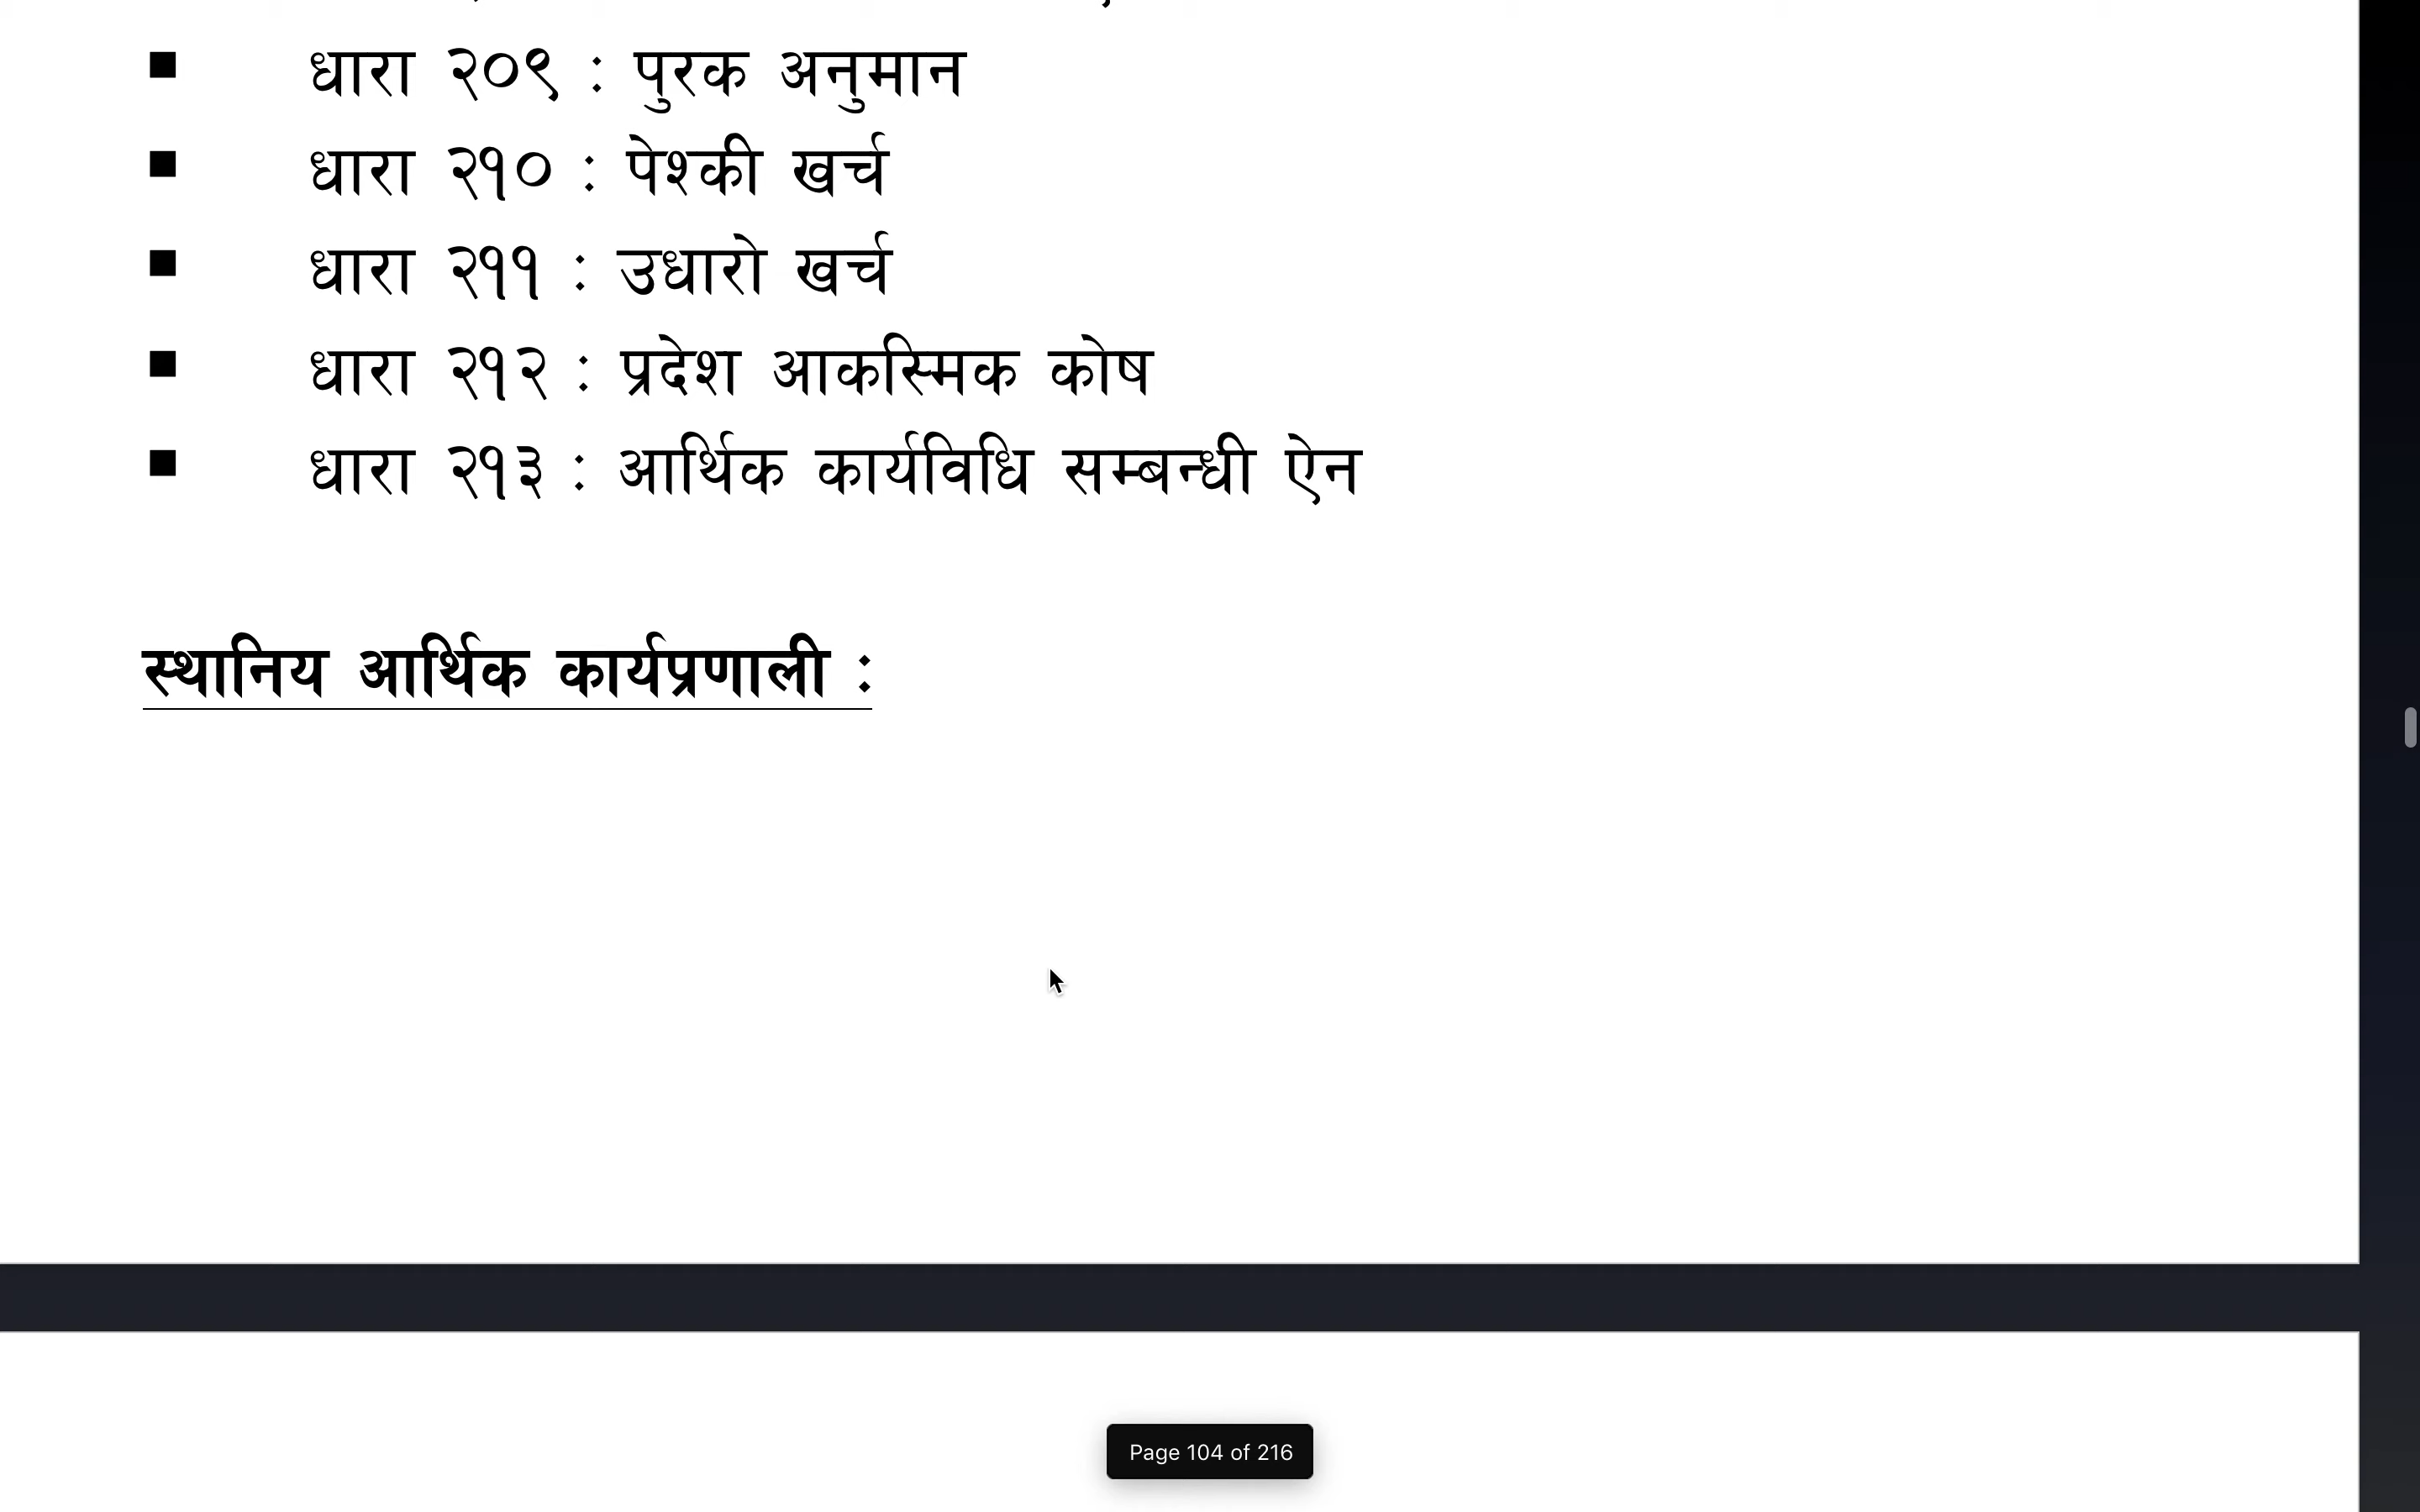 ■ धारा २०९ : पुरक अनुमान
■ धारा २१० : पेश्की खर्च
■ धारा २११ : उधारो खर्च
■ धारा २१२ : प्रदेश आकस्मिक कोष
■ धारा २१३ : आर्थिक कार्यविधि सम्बन्धी ऐन
स्थानिय आर्थिक कार्यप्रणाली :
Page 104 of 216